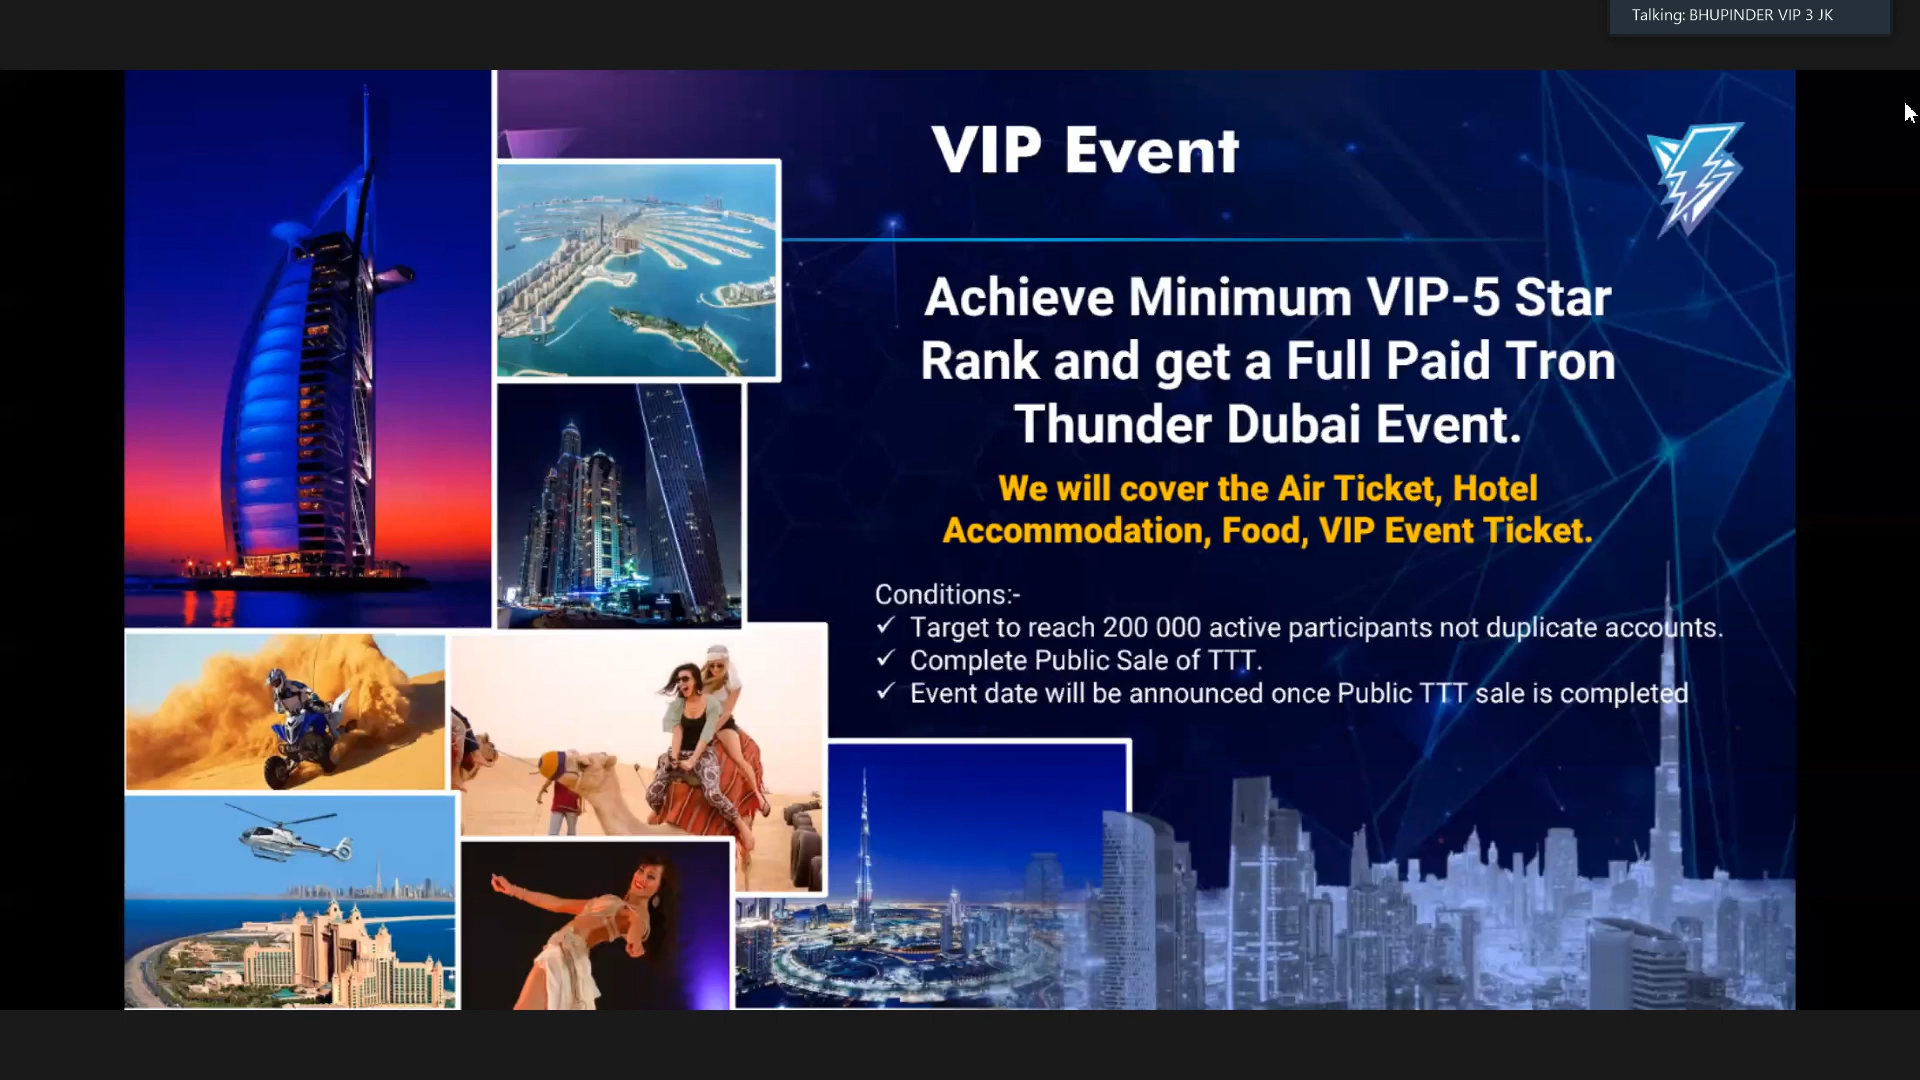 Talking: BHUPINDER VIP 3 JK
VIP Event
Achieve Minimum VIP-5 Star
Rank and get a Full Paid Tron
Thunder Dubai Event.
We will cover the Air Ticket, Hotel
Accommodation, Food, VIP Event Ticket.
Conditions:-
✓ Target to reach 200 000 active participants not duplicate accounts.
✓ Complete Public Sale of TTT.
✓ Event date will be announced once Public TTT sale is completed